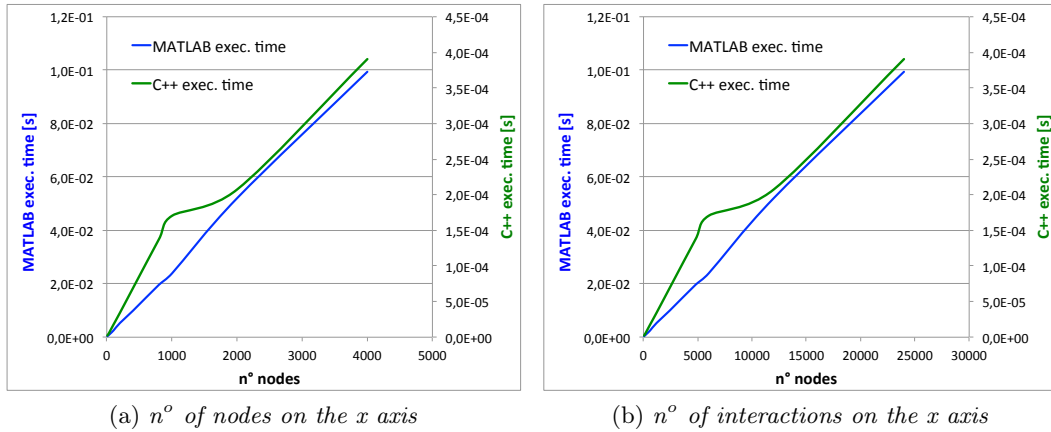 1,2E-01
1,0E-01
8,0E-02
6,0E-02
4,0E-02
2,0E-02
0,0E+00
MATLAB exec. time [s]
MATLAB exec. time
C++ exec. time
4,5E-04
4,0E-04
3,5E-04
3,0E-04
2,5E-04
2,0E-04
1,5E-04
1,0E-04
5,0E-05
0,0E+00
C++ exec. time [s]
0 1000 2000 3000 4000 5000
n° nodes
(a) nº of nodes on the x axis
1,2E-01
1,0E-01
8,0E-02
6,0E-02
4,0E-02
2,0E-02
0,0E+00
MATLAB exec. time [s]
MATLAB exec. time
C++ exec. time
4,5E-04
4,0E-04
3,5E-04
3,0E-04
2,5E-04
2,0E-04
1,5E-04
1,0E-04
5,0E-05
0,0E+00
C++ exec. time [s]
0 5000 10000 15000 20000 25000 30000
n° nodes
(b) nº of interactions on the x axis